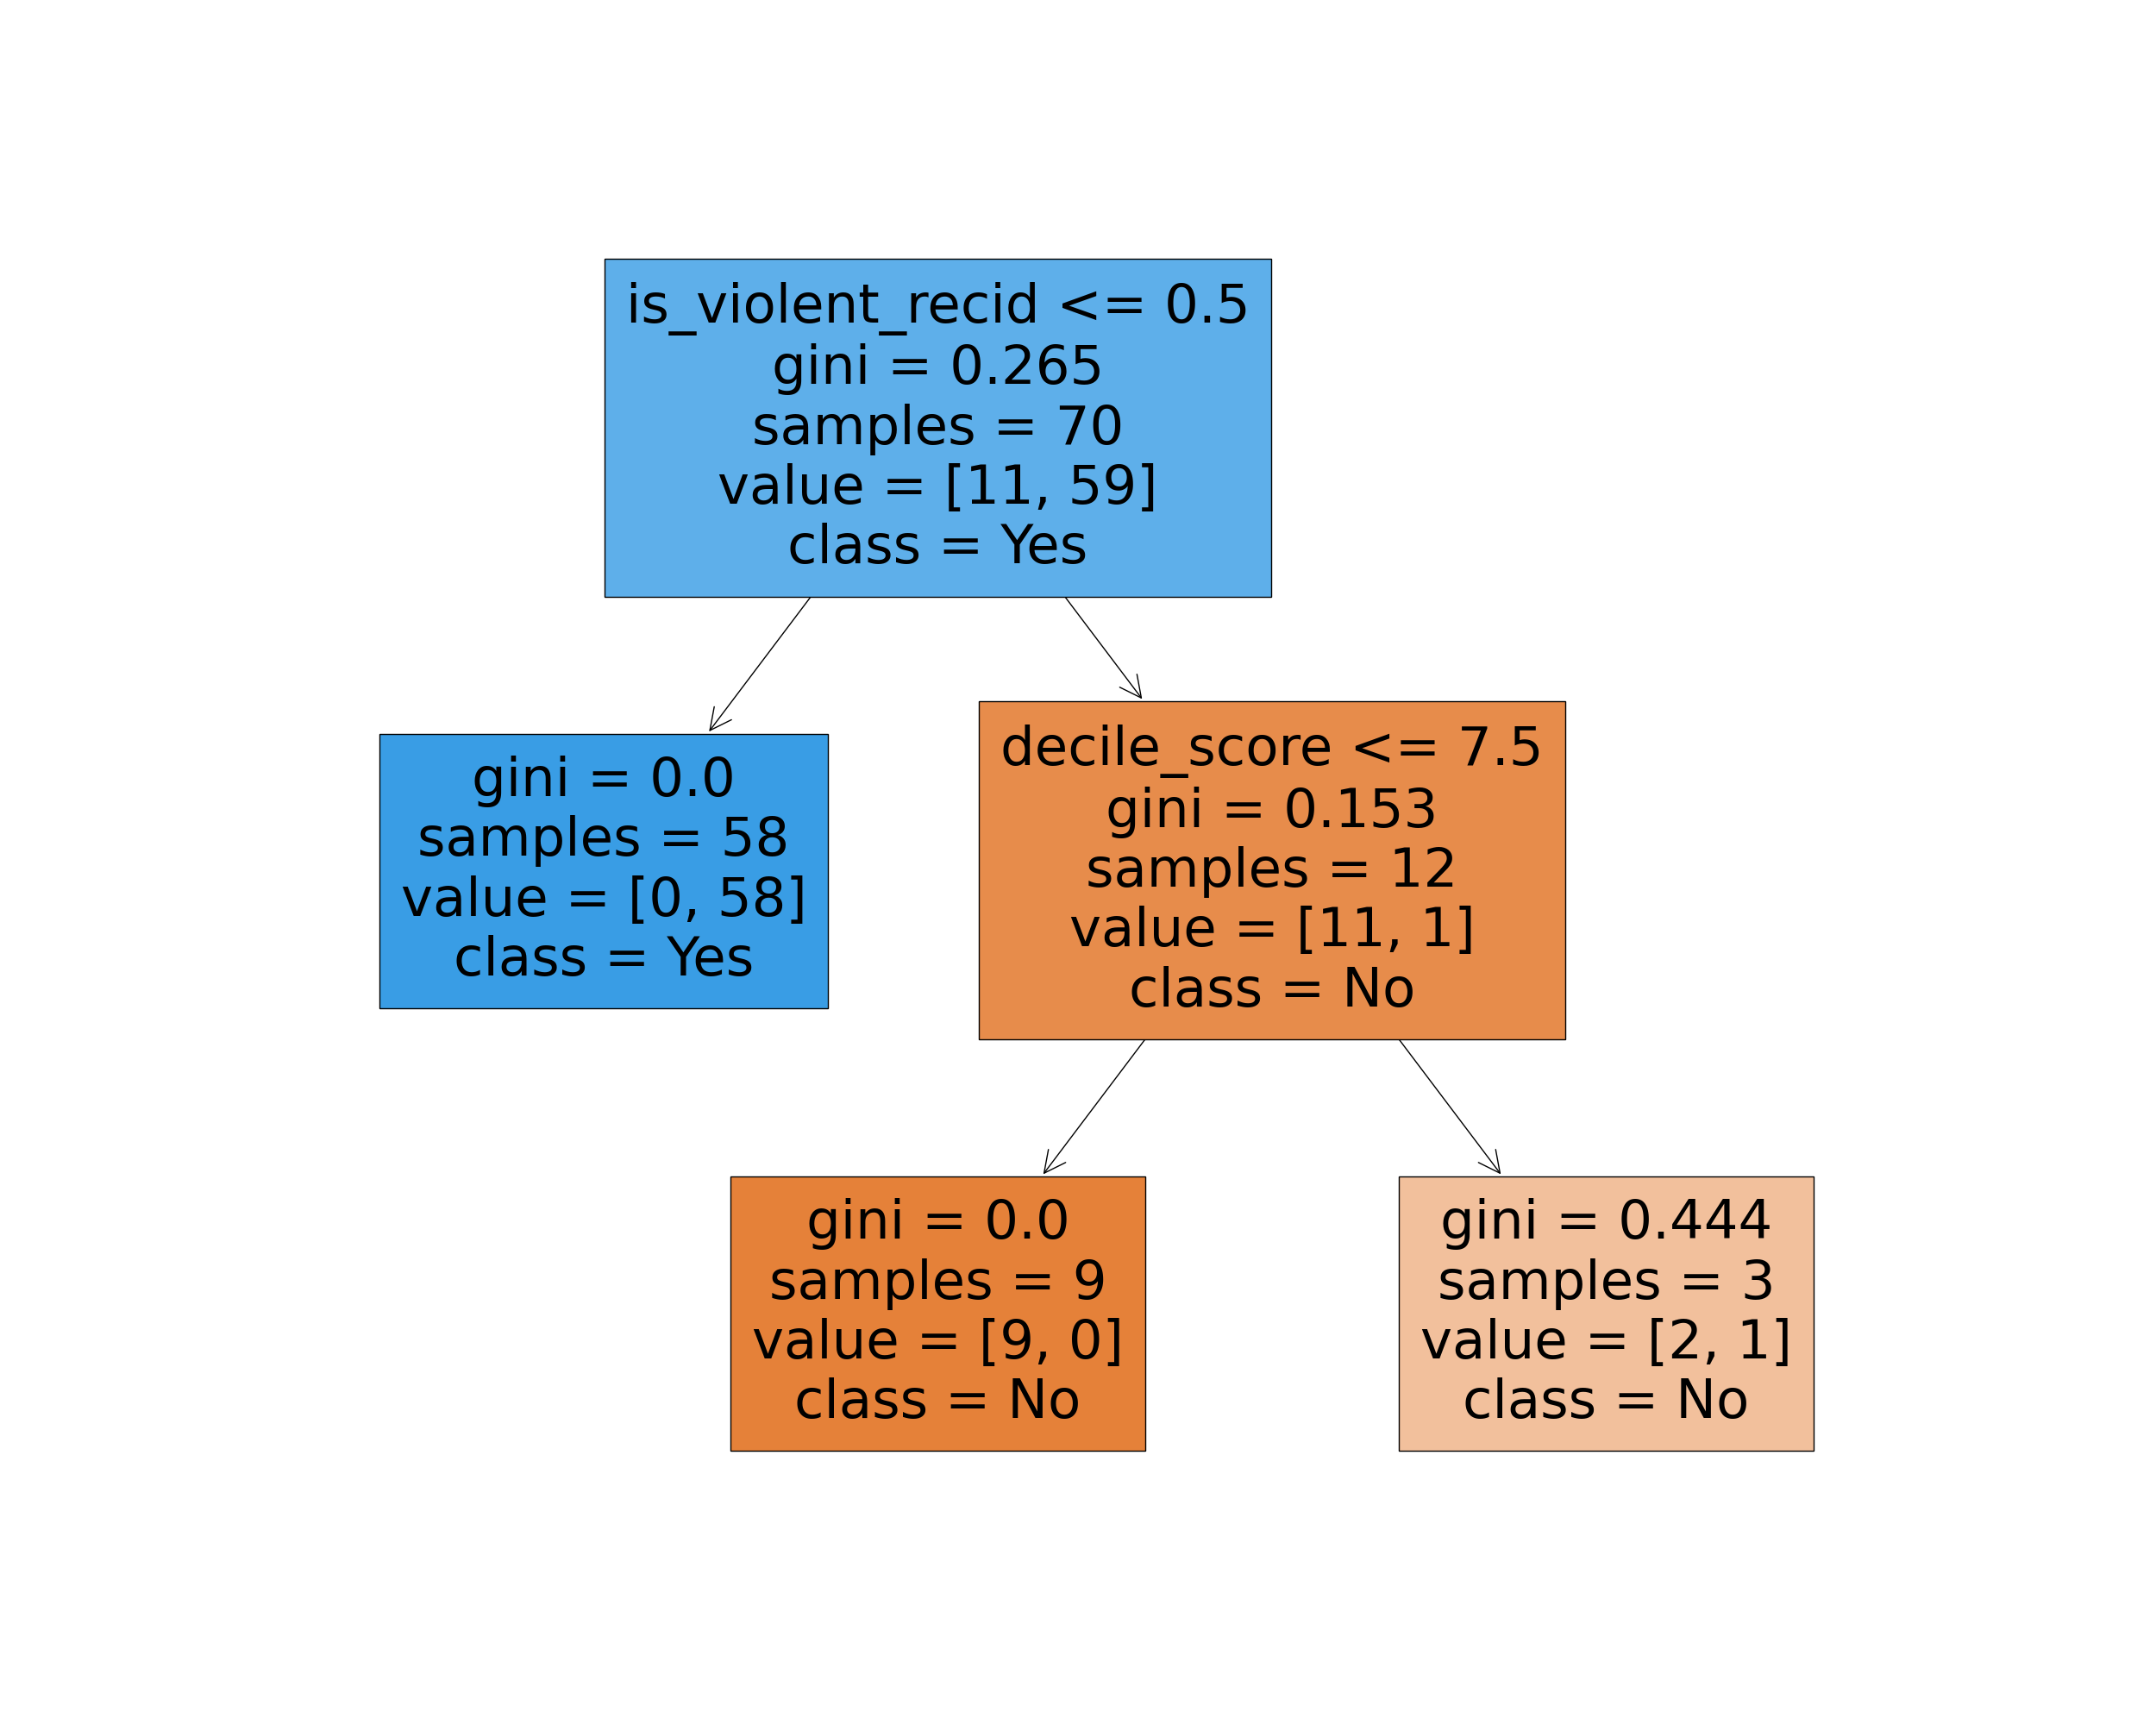 is_violent_recid <= 0.5
gini = 0.265
samples = 70
value = [11, 59]
class = Yes
gini = 0.0
samples = 58
value = [0, 58]
class = Yes
decile_score <= 7.5
gini = 0.153
samples = 12
value = [11, 1]
class = No
gini = 0.0
samples = 9
value = [9, 0]
class = No
gini = 0.444
samples = 3
value = [2, 1]
class = No